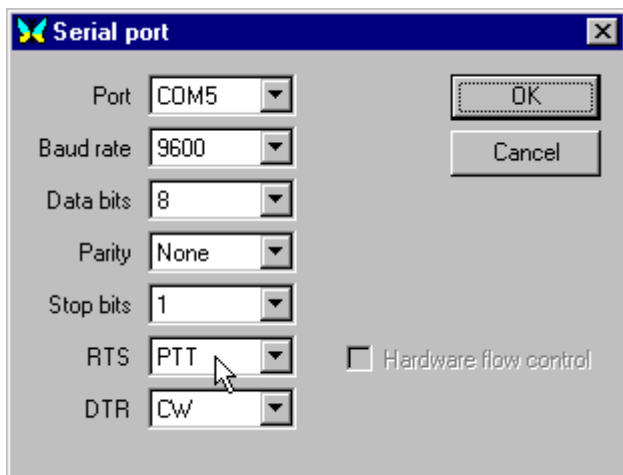 Serial port
Port COM5 OK
Baud rate 9600 Cancel
Data bits 8
Parity None
Stop bits 1
RTS PTT Hardware flow control
DTR CW